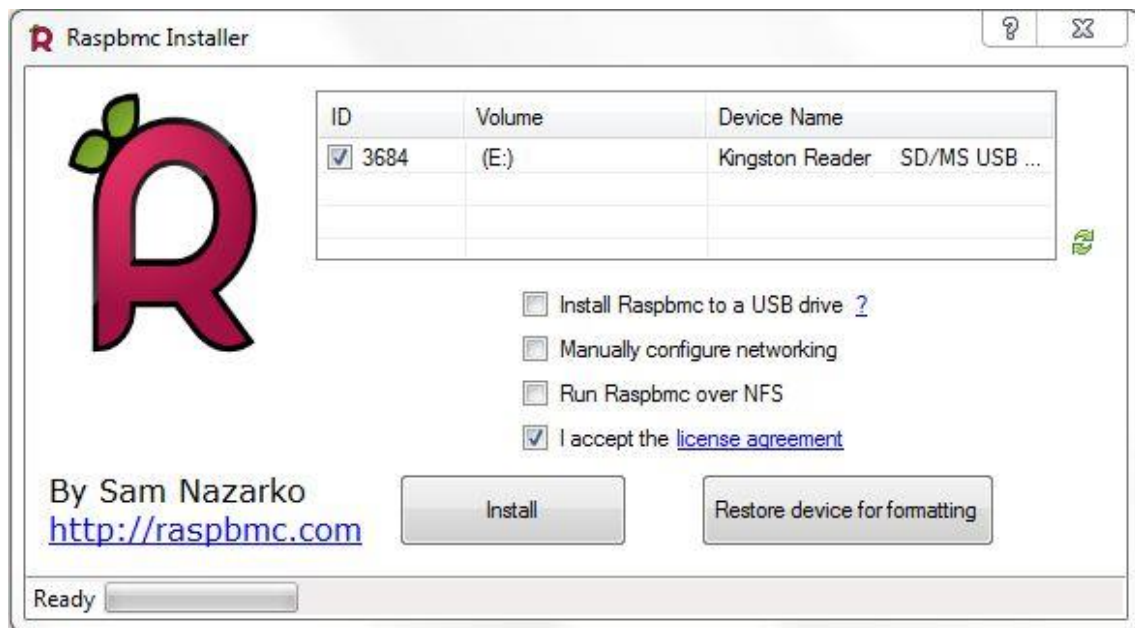 Raspbmc Installer
ID Volume Device Name
3684 (E:) Kingston Reader SD/MS USB ...
Install Raspbmc to a USB drive ?
Manually configure networking
Run Raspbmc over NFS
I accept the license agreement
By Sam Nazarko
http://raspbmc.com
Install
Restore device for formatting
Ready